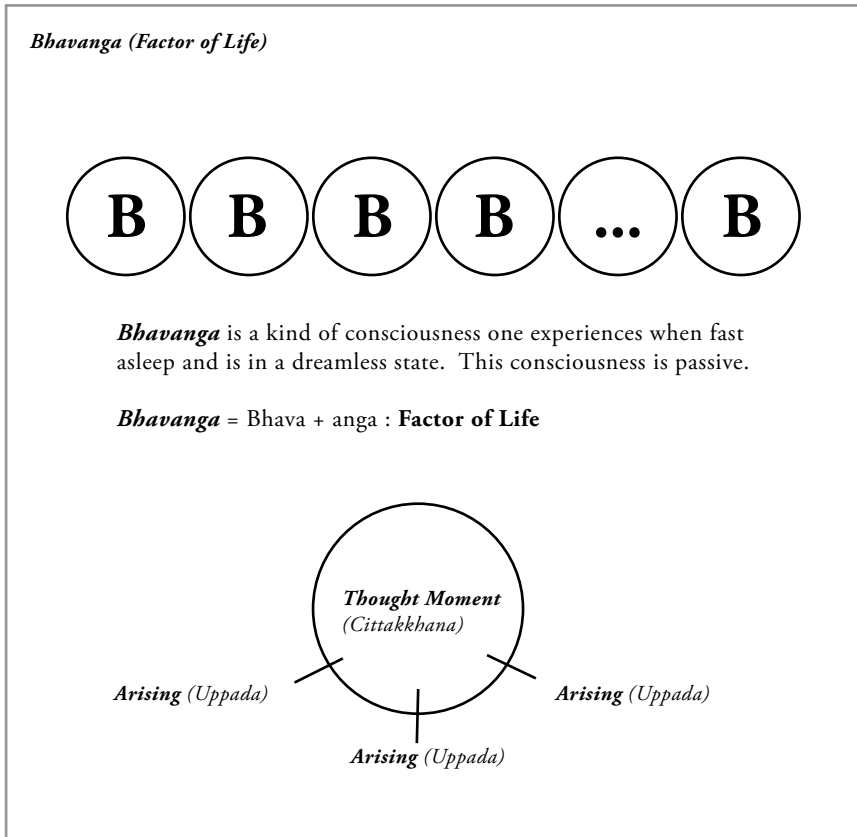 Bhavanga (Factor of Life)
B B B B ... B
Bhavanga is a kind of consciousness one experiences when fast
asleep and is in a dreamless state. This consciousness is passive.
Bhavanga = Bhava + anga : Factor of Life
Thought Moment
(Cittakkhana)
Arising (Uppada) Arising (Uppada)
Arising (Uppada)